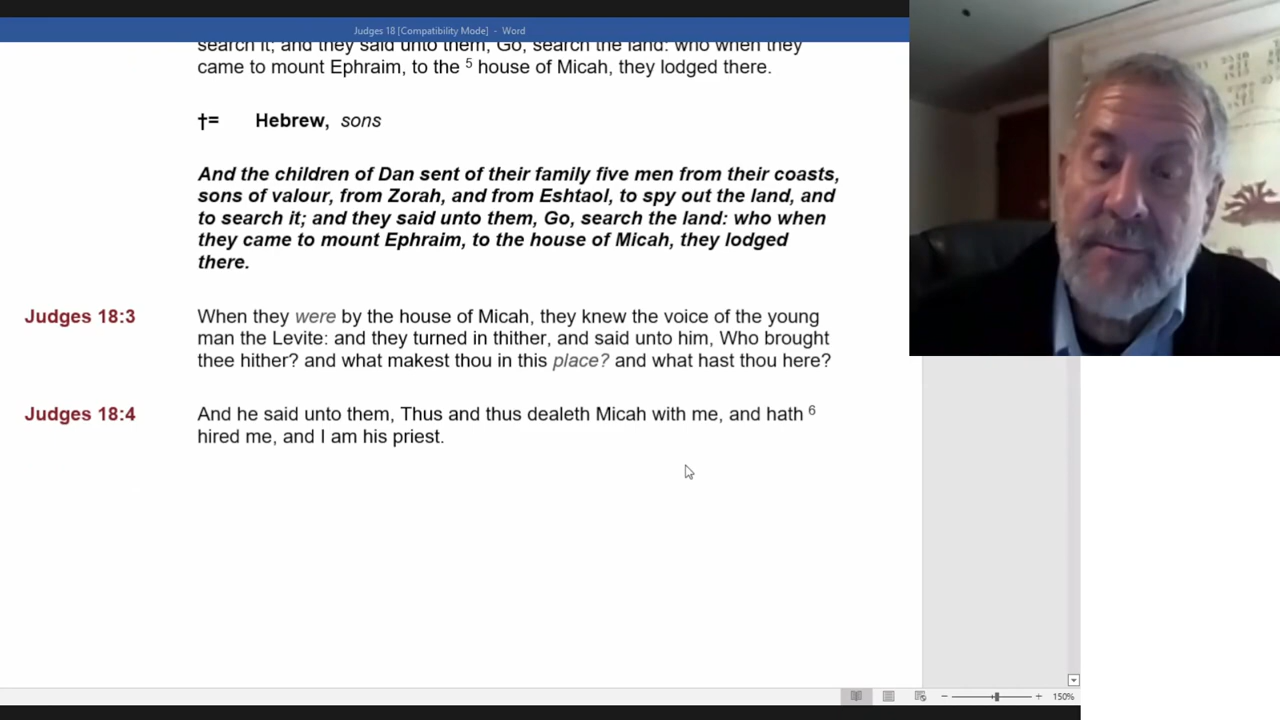 Judges 18 [Compatibility Mode] - Word
search it; and they said unto them, Go, search the land: who when they
came to mount Ephraim, to the 5 house of Micah, they lodged there.
†= Hebrew, sons
And the children of Dan sent of their family five men from their coasts,
sons of valour, from Zorah, and from Eshtaol, to spy out the land, and
to search it; and they said unto them, Go, search the land: who when
they came to mount Ephraim, to the house of Micah, they lodged
there.
Judges 18:3 When they were by the house of Micah, they knew the voice of the young
man the Levite: and they turned in thither, and said unto him, Who brought
thee hither? and what makest thou in this place? and what hast thou here?
Judges 18:4 And he said unto them, Thus and thus dealeth Micah with me, and hath 6
hired me, and I am his priest.
150%